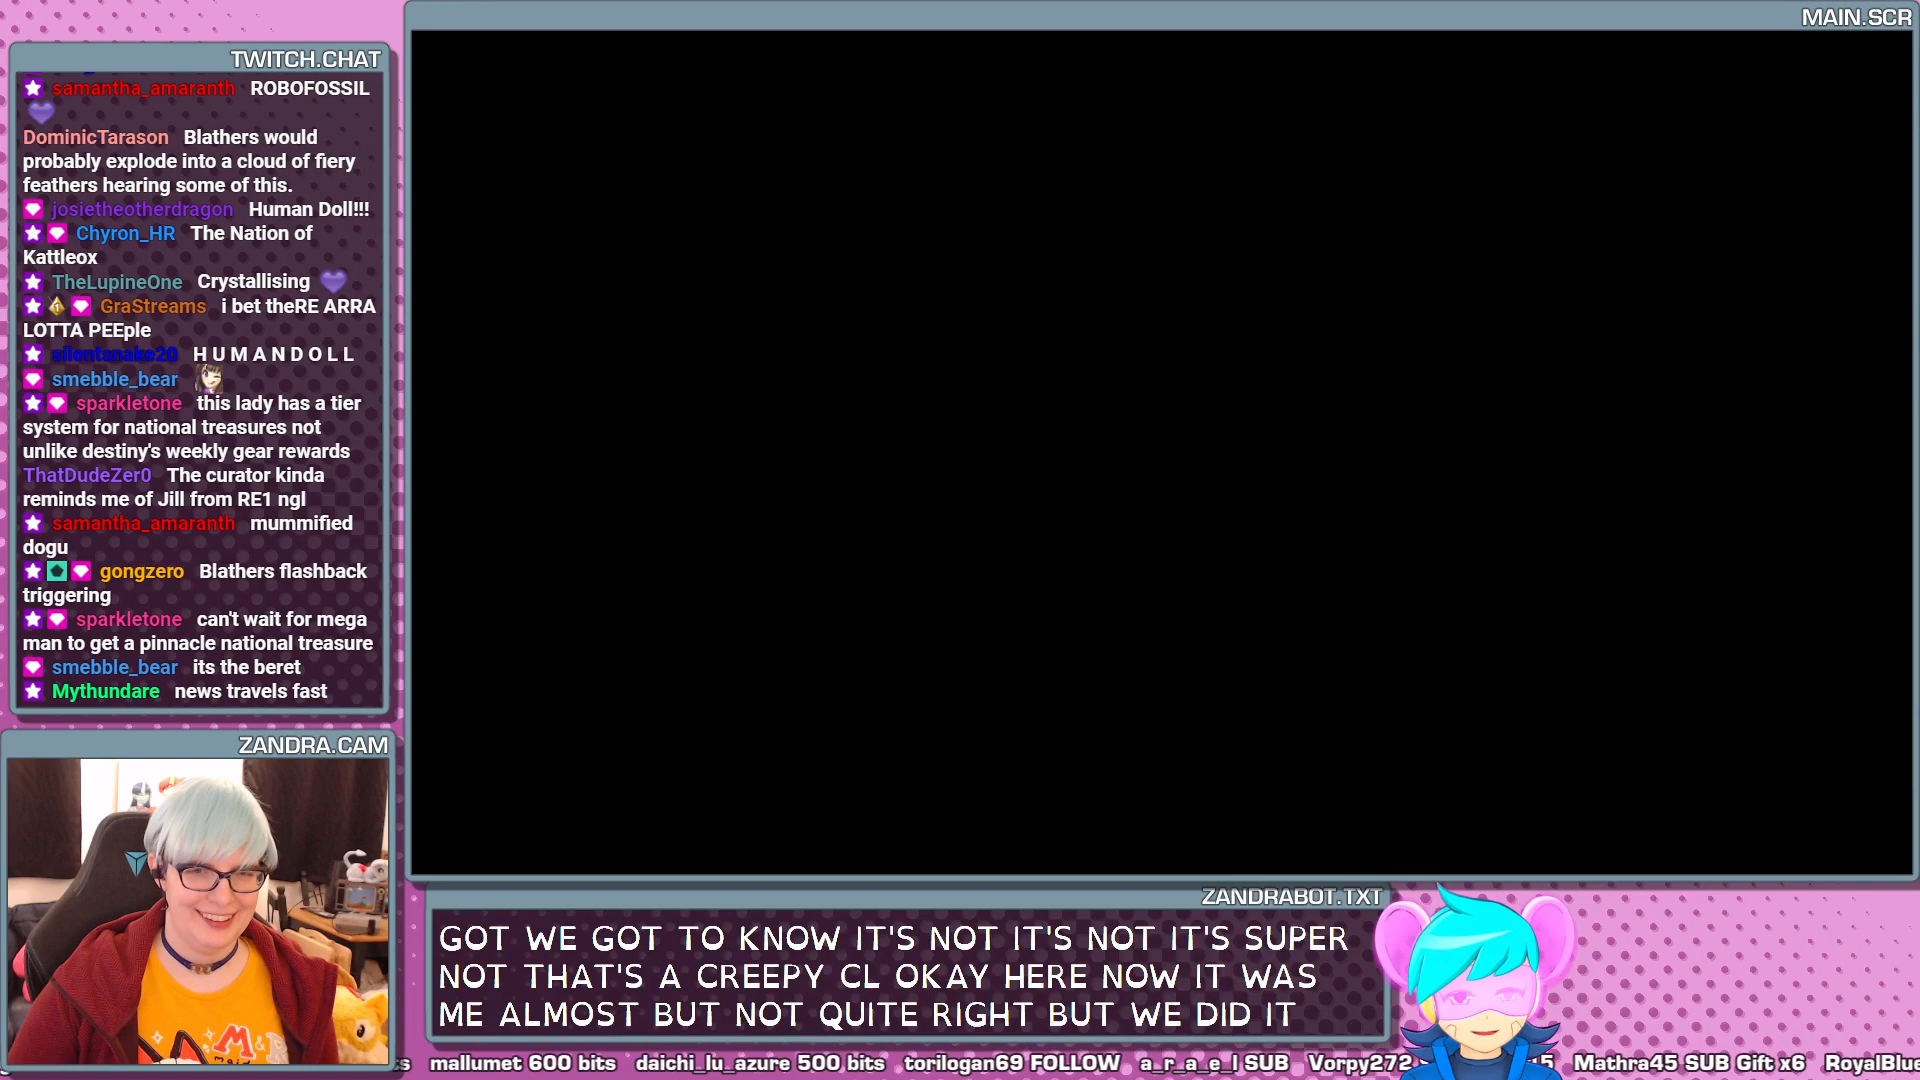 MAIN.SCR
TWITCH.CHAT
samantha_amaranth ROBOFOSSIL
DominicTarason Blathers would
probably explode into a cloud of fiery
feathers hearing some of this.
josietheotherdragon Human Doll!!!
Chyron_HR The Nation of
Kattleox
TheLupineOne Crystallising
GraStreams i bet theRE ARRA
LOTTA PEEple
silentsnake20 H U M A N D O L L
smebble_bear
sparkletone this lady has a tier
system for national treasures not
unlike destiny's weekly gear rewards
ThatDudeZer0 The curator kinda
reminds me of Jill from RE1 ngl
samantha_amaranth mummified
dogu
gongzero Blathers flashback
triggering
sparkletone can't wait for mega
man to get a pinnacle national treasure
smebble_bear its the beret
Mythundare news travels fast
ZANDRA.CAM
ZANDRABOT.TXT
GOT WE GOT TO KNOW IT'S NOT IT'S NOT IT'S SUPER
NOT THAT'S A CREEPY CL OKAY HERE NOW IT WAS
ME ALMOST BUT NOT QUITE RIGHT BUT WE DID IT
mallumet 600 bits daichi_lu_azure 500 bits torilogan69 FOLLOW a_r_a_e_l SUB Vorpy272 Mathra45 SUB Gift x6 RoyalBlue